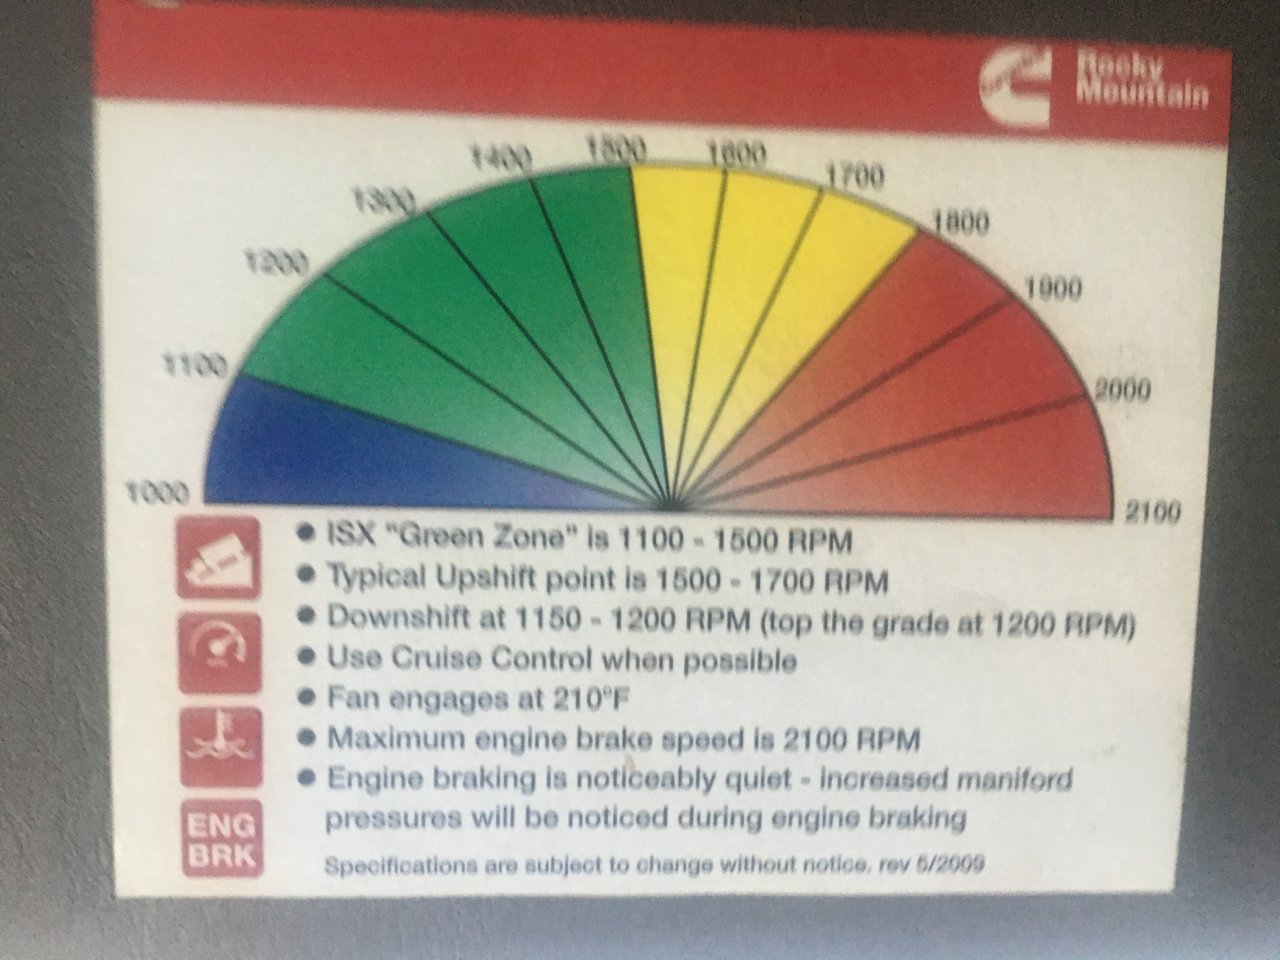 Rocky
Mountain
1000
1100
1200
1300
1400
1500
1600
1700
1800
1900
2000
2100
● ISX "Green Zone" is 1100 - 1500 RPM
● Typical Upshift point is 1500 - 1700 RPM
● Downshift at 1150 - 1200 RPM (top the grade at 1200 RPM)
● Use Cruise Control when possible
● Fan engages at 210°F
● Maximum engine brake speed is 2100 RPM
● Engine braking is noticeably quiet - increased maniford
pressures will be noticed during engine braking
ENG
BRK
Specifications are subject to change without notice. rev 5/2009